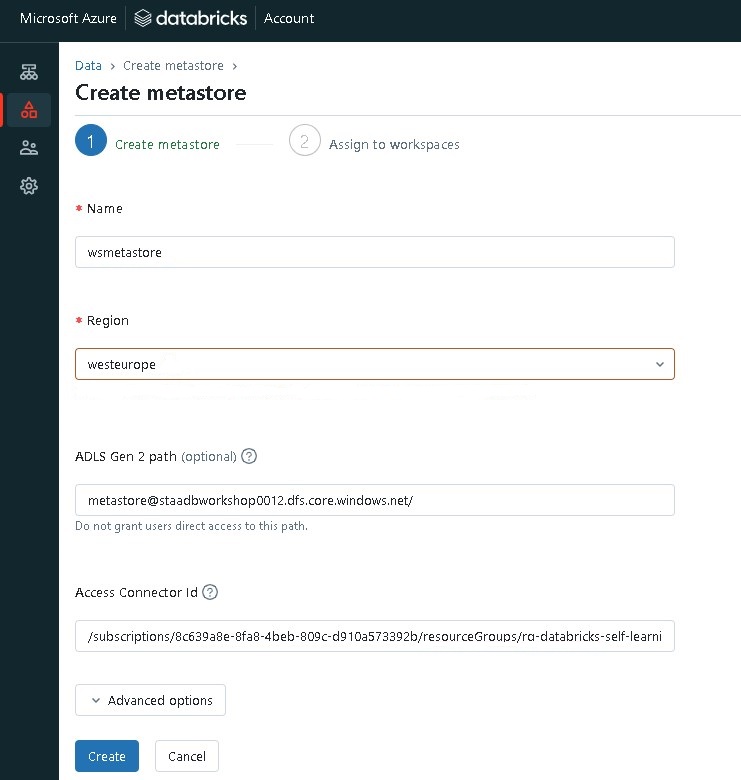 Microsoft Azure databricks Account
Data > Create metastore >
Create metastore
1 Create metastore 2 Assign to workspaces
* Name
wsmetastore
* Region
westeurope
ADLS Gen 2 path (optional) ?
metastore@staadbworkshop0012.dfs.core.windows.net/
Do not grant users direct access to this path.
Access Connector Id ?
/subscriptions/8c639a8e-8fa8-4beb-809c-d910a573392b/resourceGroups/rg-databricks-self-learni
Advanced options
Create Cancel